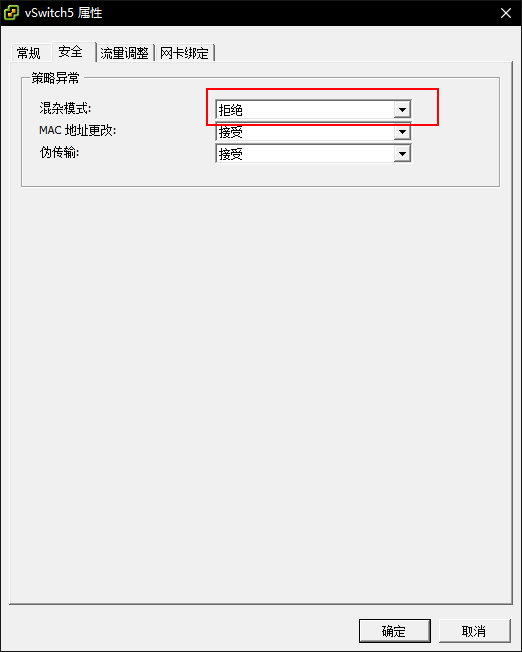 vSwitch5 属性
常规 安全 流量调整 网卡绑定
策略异常
混杂模式: 拒绝
MAC 地址更改: 接受
伪传输: 接受
确定 取消